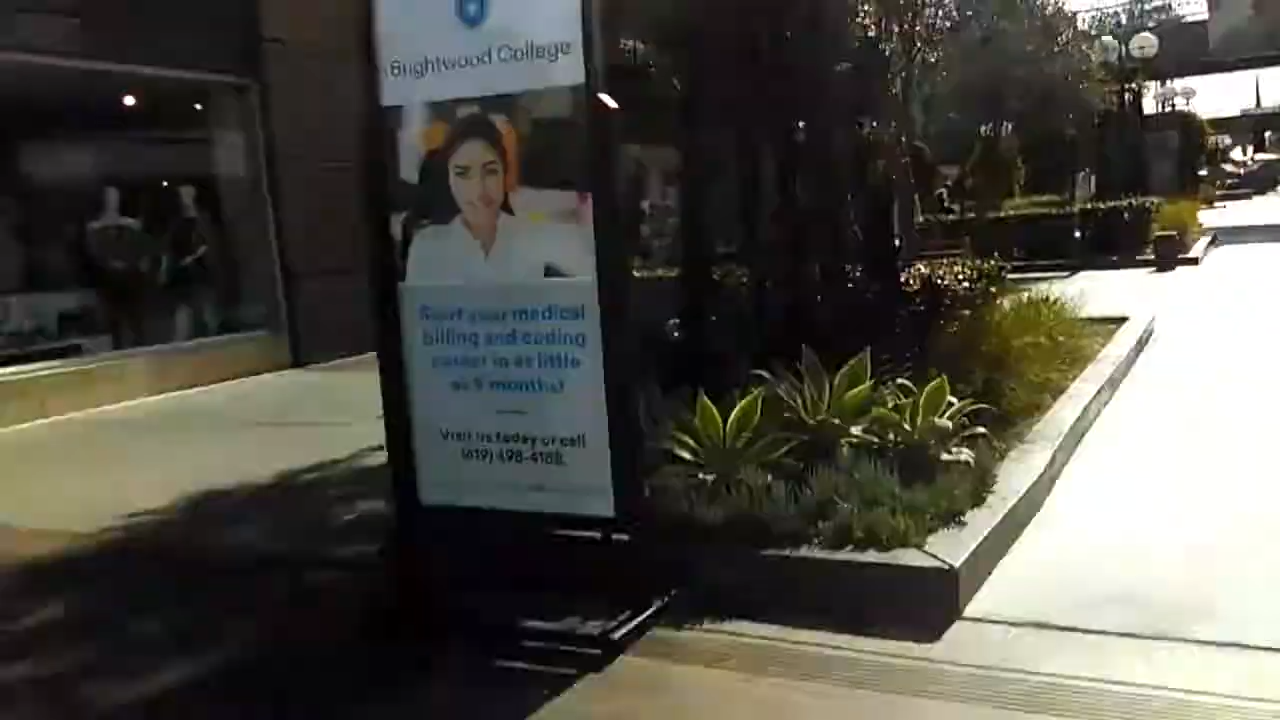 Brightwood College
Start your medical
billing and coding
career in as little
as 9 months!
Visit us today or call
(619) 498-4188.